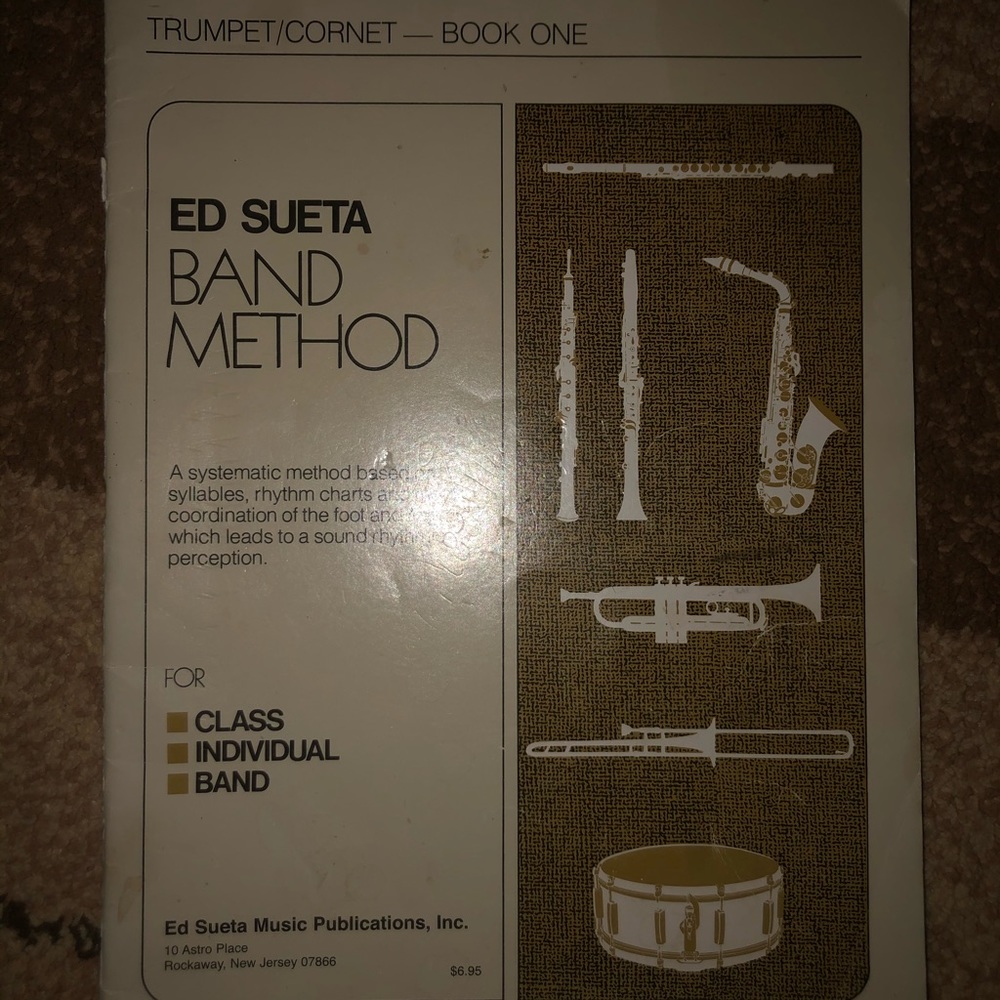 TRUMPET/CORNET — BOOK ONE
ED SUETA
BAND
METHOD
A systematic method based
syllables, rhythm charts and
coordination of the foot and
which leads to a sound rhythm
perception.
FOR
CLASS
INDIVIDUAL
BAND
Ed Sueta Music Publications, Inc.
10 Astro Place
Rockaway, New Jersey 07866
$6.95